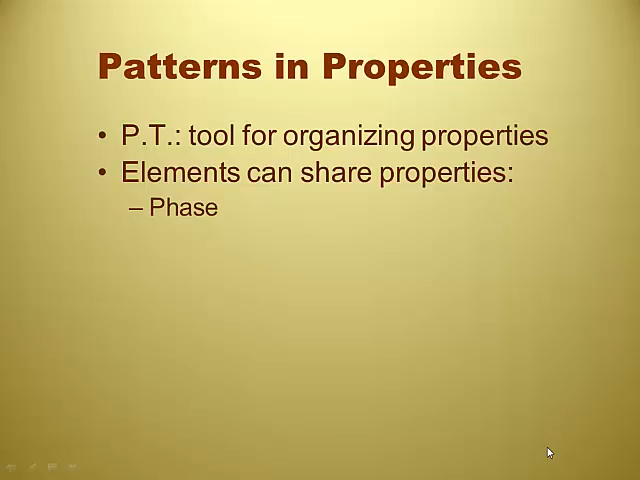 Patterns in Properties
• P.T.: tool for organizing properties
• Elements can share properties:
– Phase